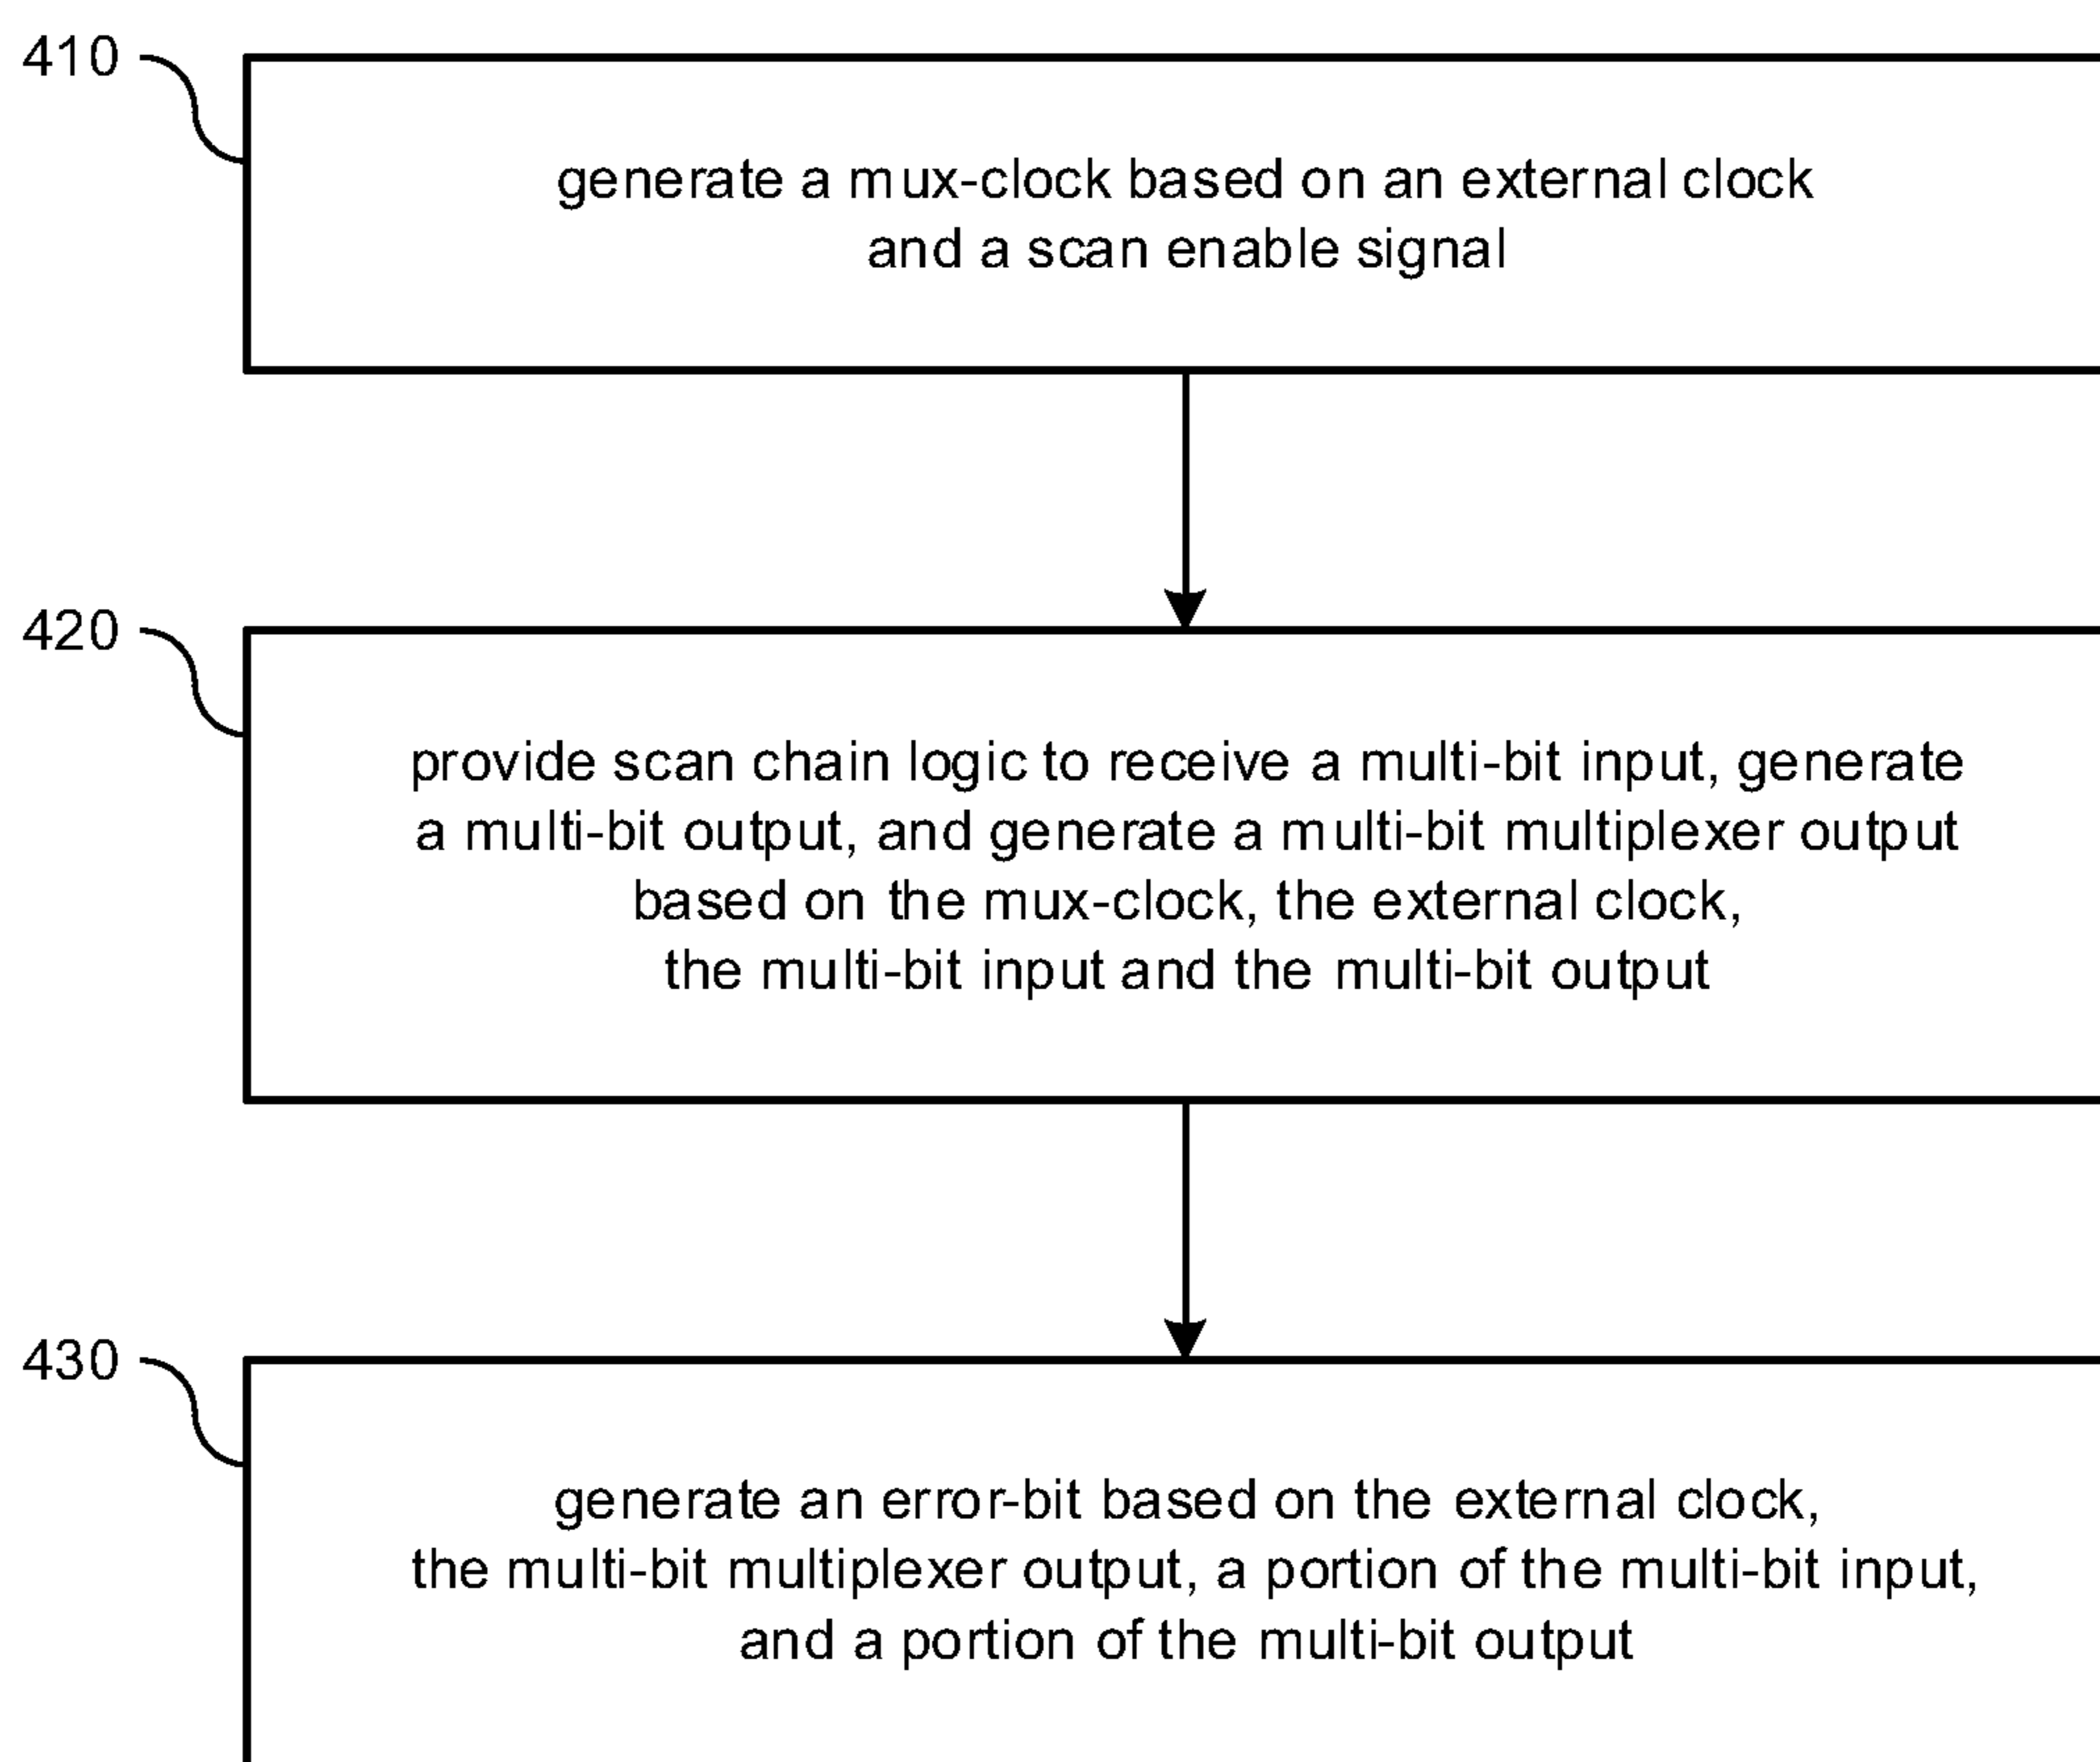 410
generate a mux-clock based on an external clock
and a scan enable signal
420
provide scan chain logic to receive a multi-bit input, generate
a multi-bit output, and generate a multi-bit multiplexer output
based on the mux-clock, the external clock,
the multi-bit input and the multi-bit output
430
generate an error-bit based on the external clock,
the multi-bit multiplexer output, a portion of the multi-bit input,
and a portion of the multi-bit output